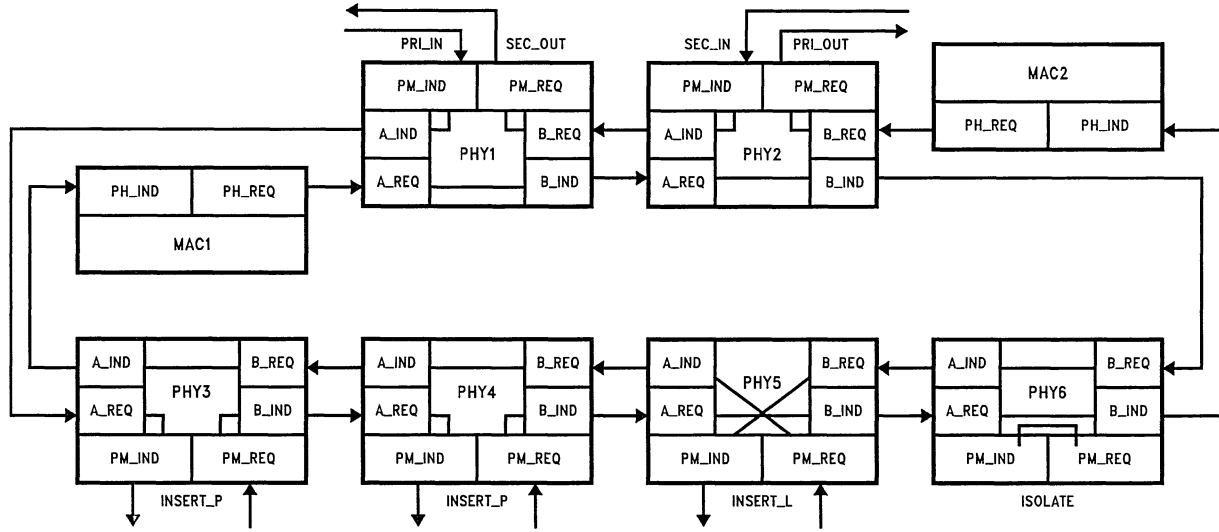 PRI_IN SEC_OUT SEC_IN PRI_OUT
PM_IND PM_REQ PM_IND PM_REQ MAC2
A_IND B_REQ A_IND B_REQ PH_REQ PH_IND
PHY1 PHY2
A_REQ B_IND A_REQ B_IND
PH_IND PH_REQ
MAC1
A_IND B_REQ A_IND B_REQ A_IND B_REQ A_IND B_REQ
PHY3 PHY4 PHY5 PHY6
A_REQ B_IND A_REQ B_IND A_REQ B_IND A_REQ B_IND
PM_IND PM_REQ PM_IND PM_REQ PM_IND PM_REQ PM_IND PM_REQ
INSERT_P INSERT_P INSERT_L ISOLATE